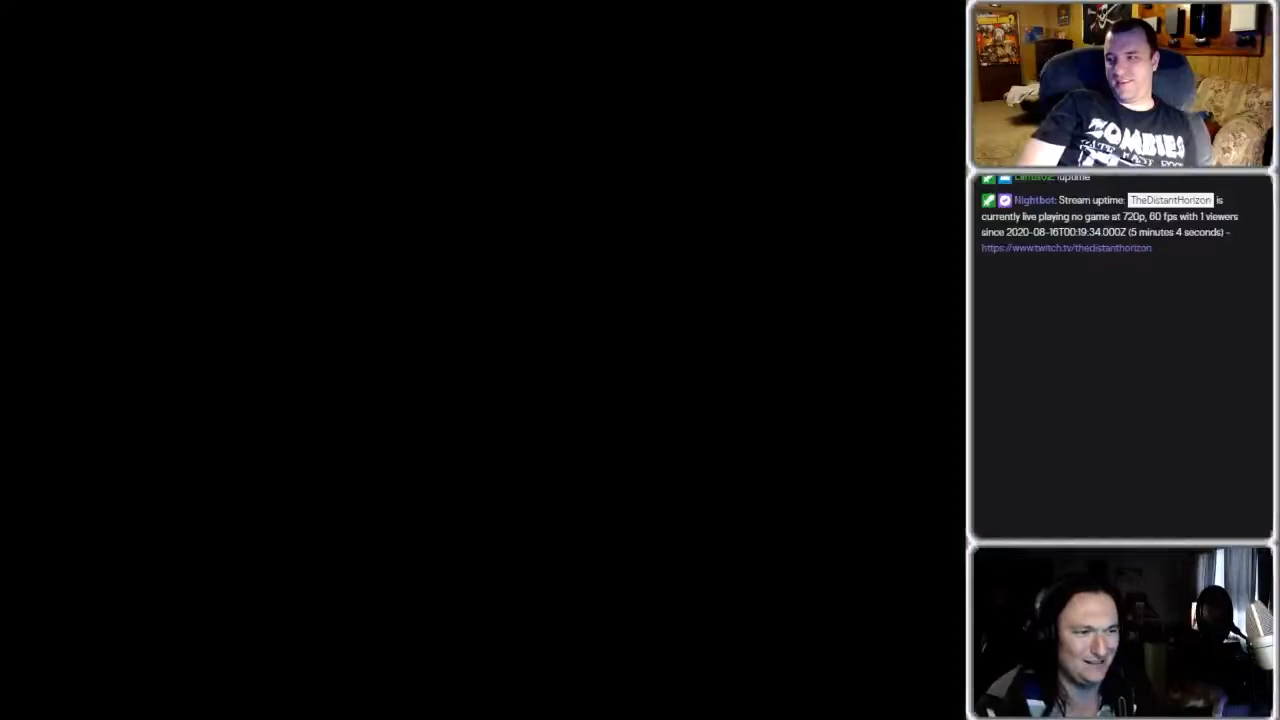 ZOMBIES
!uptime
Nightbot: Stream uptime: TheDistantHorizon is
currently live playing no game at 720p, 60 fps with 1 viewers
since 2020-08-16T00:19:34.000Z (5 minutes 4 seconds) -
https://www.twitch.tv/thedistanthorizon